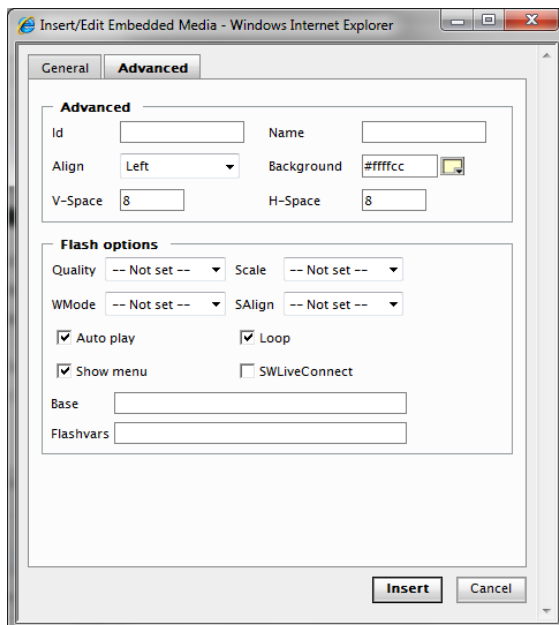 Insert/Edit Embedded Media - Windows Internet Explorer
General Advanced
Advanced
Id Name
Align Left Background #ffffcc
V-Space 8 H-Space 8
Flash options
Quality -- Not set -- Scale -- Not set --
WMode -- Not set -- SAlign -- Not set --
Auto play Loop
Show menu SWLiveConnect
Base
Flashvars
Insert Cancel